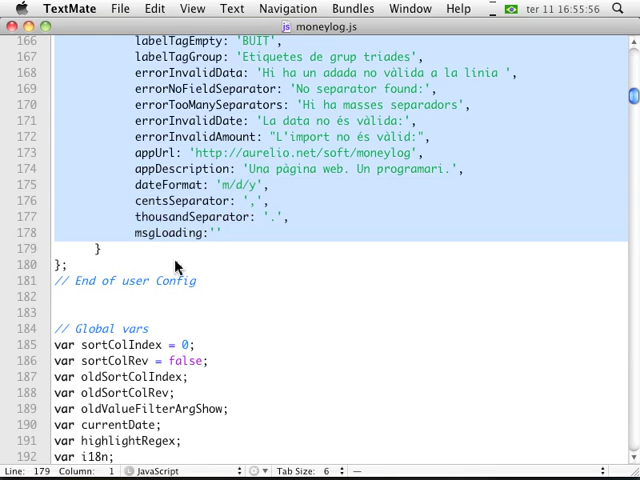 TextMate File Edit View Text Navigation Bundles Window ter 11 16:55:56
js moneylog.js
166 labelTagEmpty: 'BUIT',
167 labelTagGroup: 'Etiquetes de grup triades',
168 errorInvalidData: 'Hi ha un adada no vàlida a la línia ',
169 errorNoFieldSeparator: 'No separator found:',
170 errorTooManySeparators: 'Hi ha masses separadors',
171 errorInvalidDate: 'La data no és vàlida:',
172 errorInvalidAmount: "L'import no és vàlid:",
173 appUrl: 'http://aurelio.net/soft/moneylog',
174 appDescription: 'Una pàgina web. Un programari.',
175 dateFormat: 'm/d/y',
176 centsSeparator: ',',
177 thousandSeparator: '.',
178 msgLoading:''
179 }
180 };
181 // End of user Config
182
183
184 // Global vars
185 var sortColIndex = 0;
186 var sortColRev = false;
187 var oldSortColIndex;
188 var oldSortColRev;
189 var oldValueFilterArgShow;
190 var currentDate;
191 var highlightRegex;
192 var i18n;
Line: 179 Column: 1 JavaScript Tab Size: 6 —